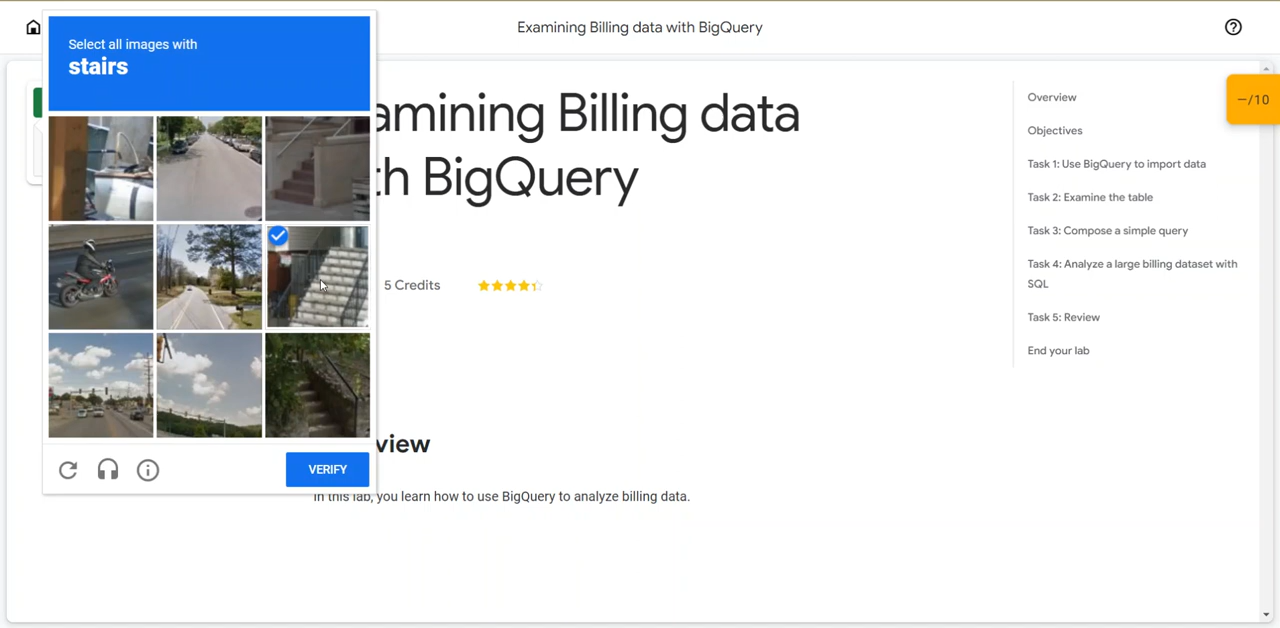 Examining Billing data with BigQuery
Select all images with
stairs
amining Billing data
th BigQuery
5 Credits
view
In this lab, you learn how to use BigQuery to analyze billing data.
VERIFY
Overview
Objectives
Task 1: Use BigQuery to import data
Task 2: Examine the table
Task 3: Compose a simple query
Task 4: Analyze a large billing dataset with
SQL
Task 5: Review
End your lab
–/10